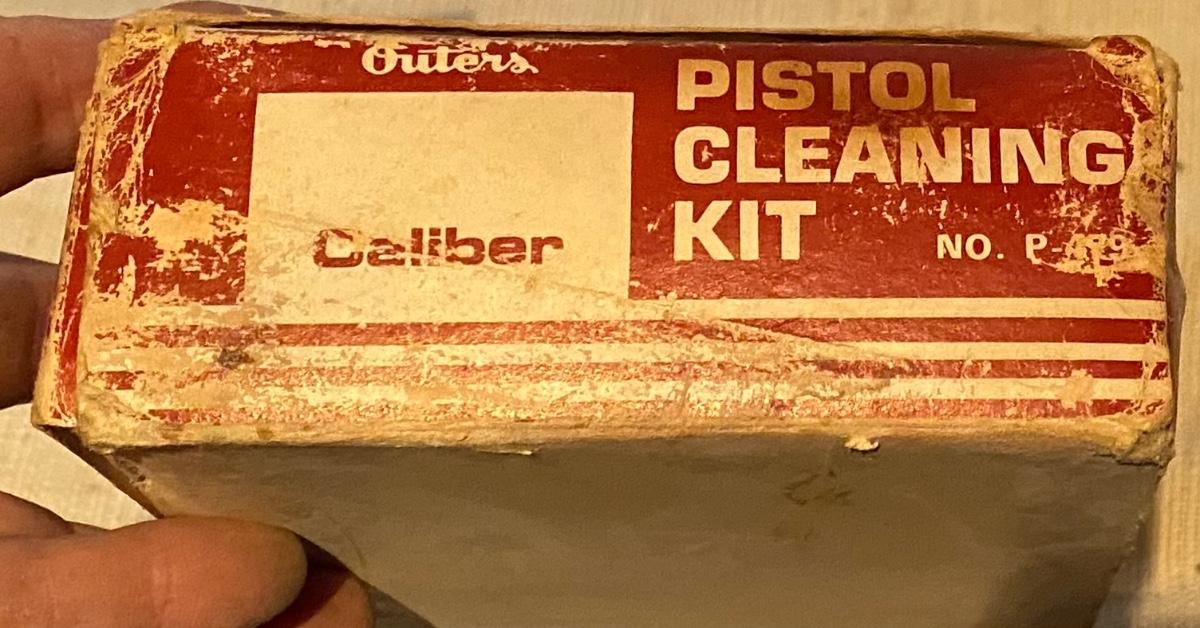 Outers
PISTOL
CLEANING
KIT
NO.
Caliber